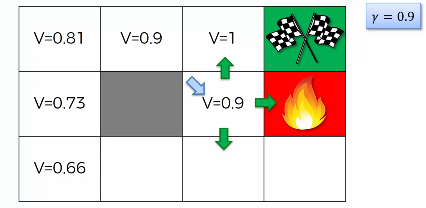 γ = 0.9
V=0.81 V=0.9 V=1
V=0.73 V=0.9
V=0.66